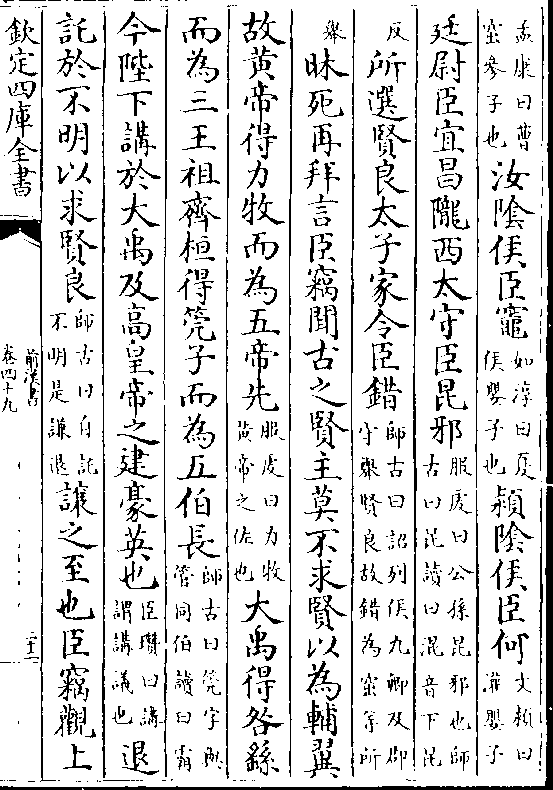 孟康曰曹
窋參子也
汝隂侯臣竈
如淳曰夏
侯嬰子也
潁隂侯臣何
文穎曰
灌嬰子
廷尉臣宜昌隴西太守臣昆邪
服䖍曰公孫昆邪也師
古曰昆讀曰混音下昆
反
所選賢良太子家令臣錯
師古曰詔列侯九卿及郡
守舉賢良故錯為窋等所
舉
昧死再拜言臣竊聞古之賢主莫不求賢以為輔翼
故黄帝得力牧而為五帝先
服䖍曰力牧
黄帝之佐也
大禹得咎繇
而為三王祖齊桓得筦子而為五伯長
師古曰筦字與
管同伯讀曰霸
今陛下講於大禹及髙皇帝之建豪英也
臣瓚曰講
謂講議也
退
託於不明以求賢良
師古曰自託
不明是謙退
讓之至也臣竊觀上
欽定四庫全書
前漢書
卷四十九